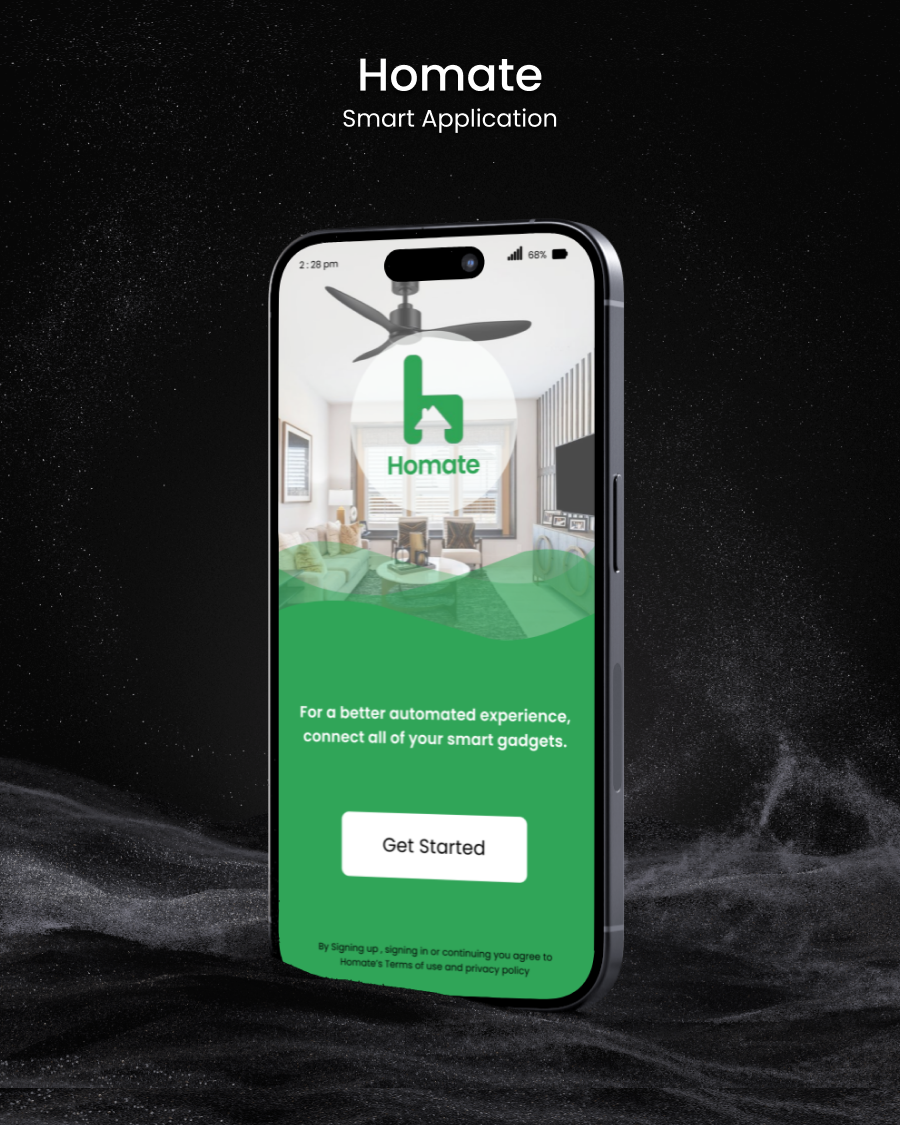 Homate
Smart Application
2:28 pm
68%
Homate
For a better automated experience,
connect all of your smart gadgets.
Get Started
By Signing up , signing in or continuing you agree to
Homate's Terms of use and privacy policy